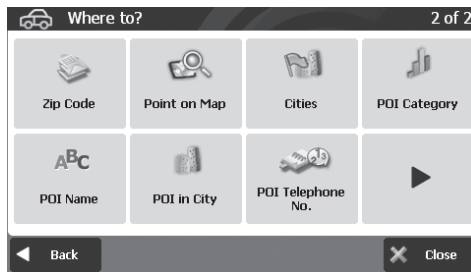 Where to? 2 of 2
Zip Code Point on Map Cities POI Category
ABC
POI Name POI in City POI Telephone
No.
Back Close